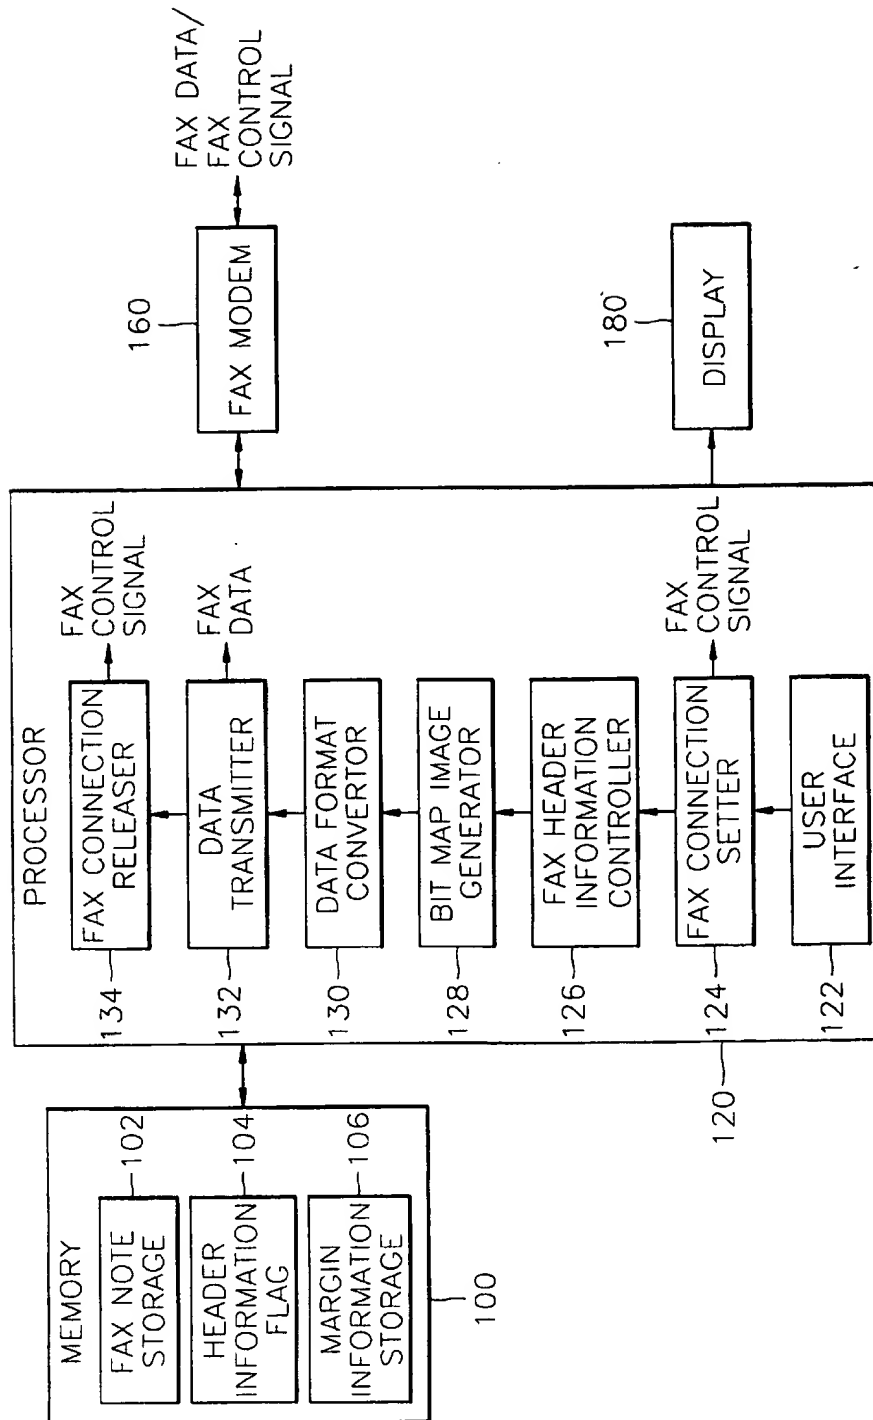 MEMORY
FAX NOTE
STORAGE
102
HEADER
INFORMATION
FLAG
104
MARGIN
INFORMATION
STORAGE
106
100
PROCESSOR
FAX CONNECTION
RELEASER
134
FAX
CONTROL
SIGNAL
DATA
TRANSMITTER
132
FAX
DATA
DATA FORMAT
CONVERTOR
130
BIT MAP IMAGE
GENERATOR
128
FAX HEADER
INFORMATION
CONTROLLER
126
FAX CONNECTION
SETTER
124
FAX
CONTROL
SIGNAL
USER
INTERFACE
122
120
160
FAX MODEM
FAX DATA/
FAX
CONTROL
SIGNAL
180
DISPLAY